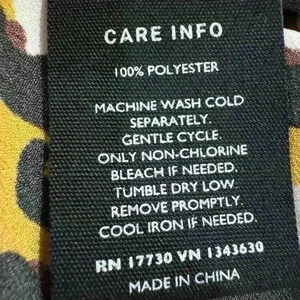 CARE INFO
100% POLYESTER
MACHINE WASH COLD
SEPARATELY.
GENTLE CYCLE.
ONLY NON-CHLORINE
BLEACH IF NEEDED.
TUMBLE DRY LOW.
REMOVE PROMPTLY.
COOL IRON IF NEEDED.
RN 17730 VN 1343630
MADE IN CHINA